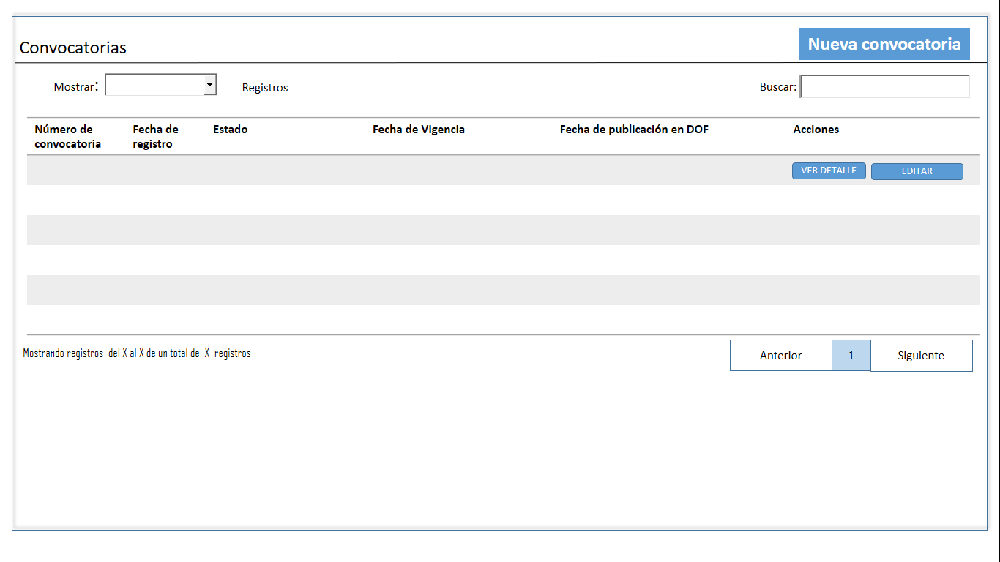 Convocatorias
Nueva convocatoria
Mostrar:
Registros
Buscar:
Número de
convocatoria
Fecha de
registro
Estado
Fecha de Vigencia
Fecha de publicación en DOF
Acciones
VER DETALLE
EDITAR
Mostrando registros del X al X de un total de X registros
Anterior
1
Siguiente